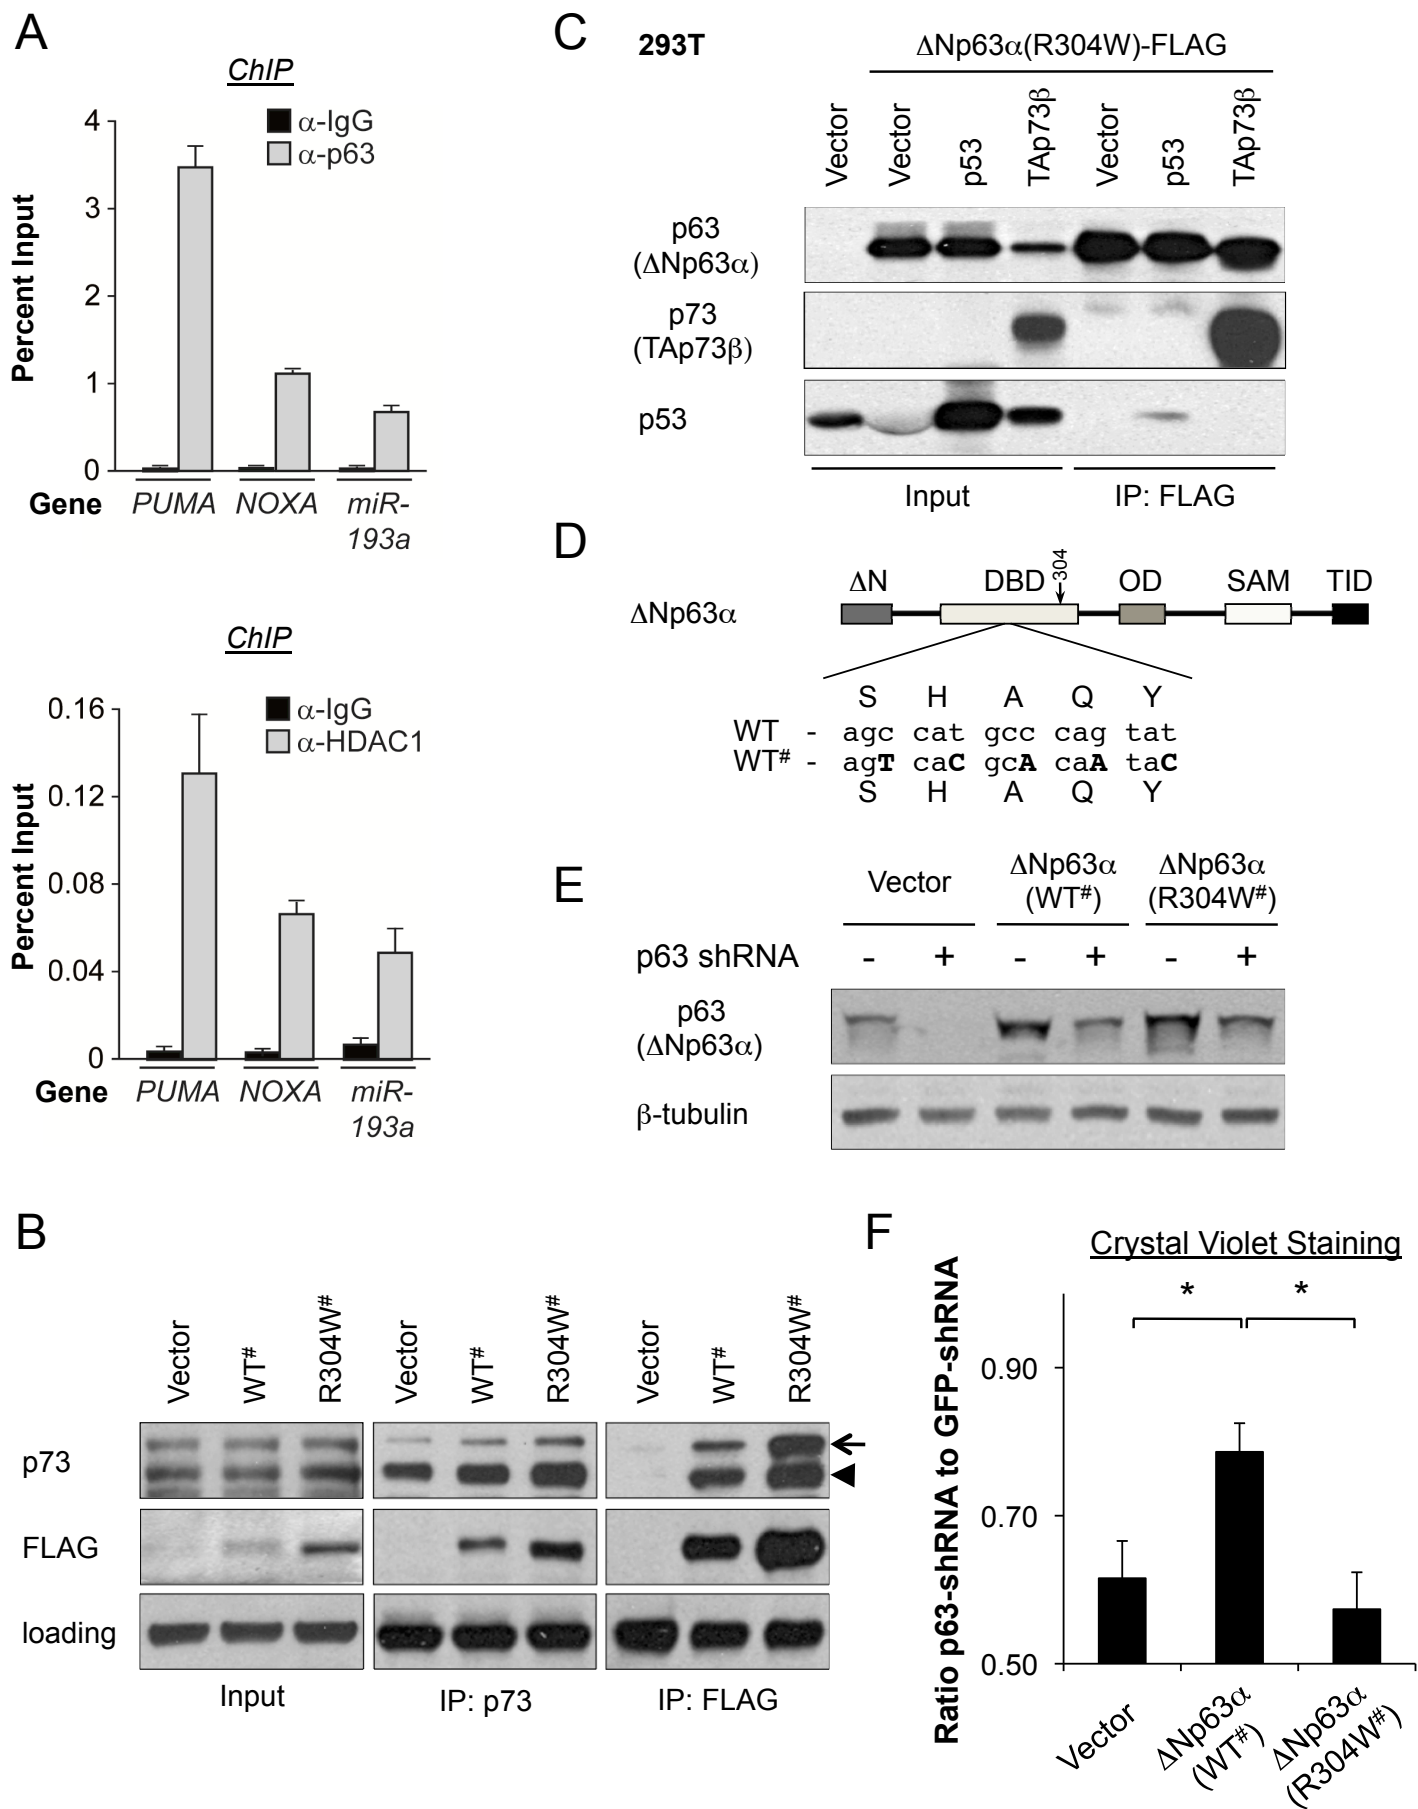 A
ChIP
α-IgG
α-p63
Percent Input
4
3
2
1
0
Gene
PUMA
NOXA
miR-
193a
ChIP
α-IgG
α-HDAC1
Percent Input
0.16
0.12
0.08
0.04
0
Gene
PUMA
NOXA
miR-
193a
B
Vector
WT#
R304W#
Vector
WT#
R304W#
Vector
WT#
R304W#
p73
FLAG
loading
Input
IP: p73
IP: FLAG
C
293T
ΔNp63α(R304W)-FLAG
Vector
Vector
p53
TAp73β
Vector
p53
TAp73β
p63
(ΔNp63α)
p73
(TAp73β)
p53
Input
IP: FLAG
D
ΔNp63α
ΔN
DBD
304
OD
SAM
TID
S H A Q Y
WT - agc cat gcc cag tat
WT# - agT caC gcA caA taC
S H A Q Y
E
Vector
ΔNp63α
(WT#)
ΔNp63α
(R304W#)
p63 shRNA
- + - + - +
p63
(ΔNp63α)
β-tubulin
F
Crystal Violet Staining
Ratio p63-shRNA to GFP-shRNA
* *
0.90
0.70
0.50
Vector
ΔNp63α
(WT#)
ΔNp63α
(R304W#)